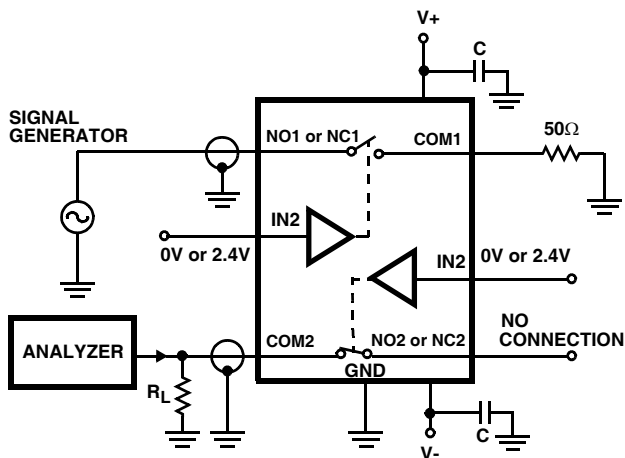 V+
C
SIGNAL
GENERATOR
NO1 or NC1
COM1
50Ω
IN2
0V or 2.4V
IN2
0V or 2.4V
ANALYZER
COM2
NO2 or NC2
NO
CONNECTION
GND
RL
C
V-